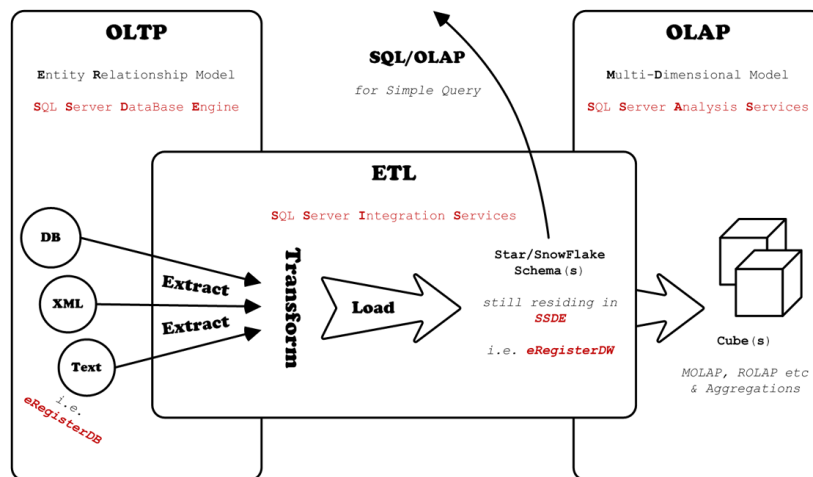 OLTP
Entity Relationship Model
SQL Server DataBase Engine
SQL/OLAP
for Simple Query
OLAP
Multi-Dimensional Model
SQL Server Analysis Services
ETL
SQL Server Integration Services
DB
XML
Text
i.e.
eRegisterDB
Extract
Extract
Transform
Load
Star/SnowFlake
Schema(s)
still residing in
SSDE
i.e. eRegisterDW
Cube(s)
MOLAP, ROLAP etc
& Aggregations